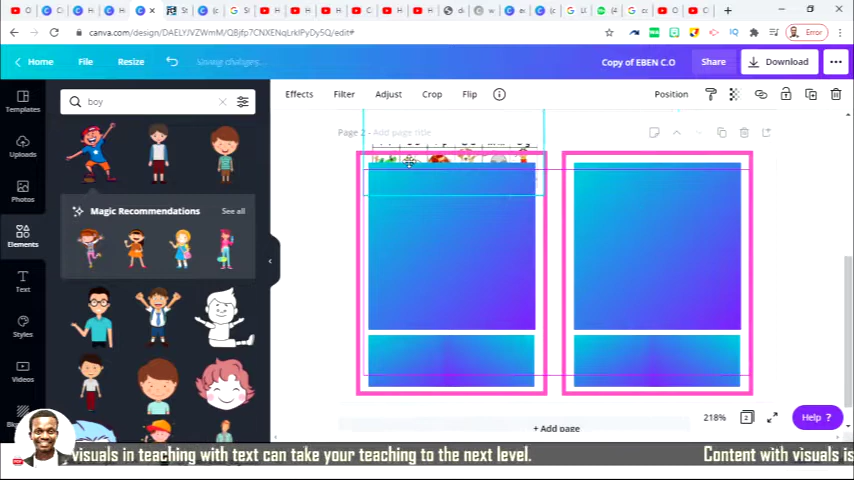 canva.com/design/DAELYJVZWmM/QBjfp7CNXENqLrkIPyDySQ/edit#
Error
Home File Resize Saving changes... Copy of EBEN C.O Share Download
boy
Effects Filter Adjust Crop Flip Position
Templates
Page 2 - Add page title
Uploads
Photos
Magic Recommendations See all
Elements
Text
Styles
Videos
+ Add page
218% 2 Help ?
visuals in teaching with text can take your teaching to the next level. Content with visuals is